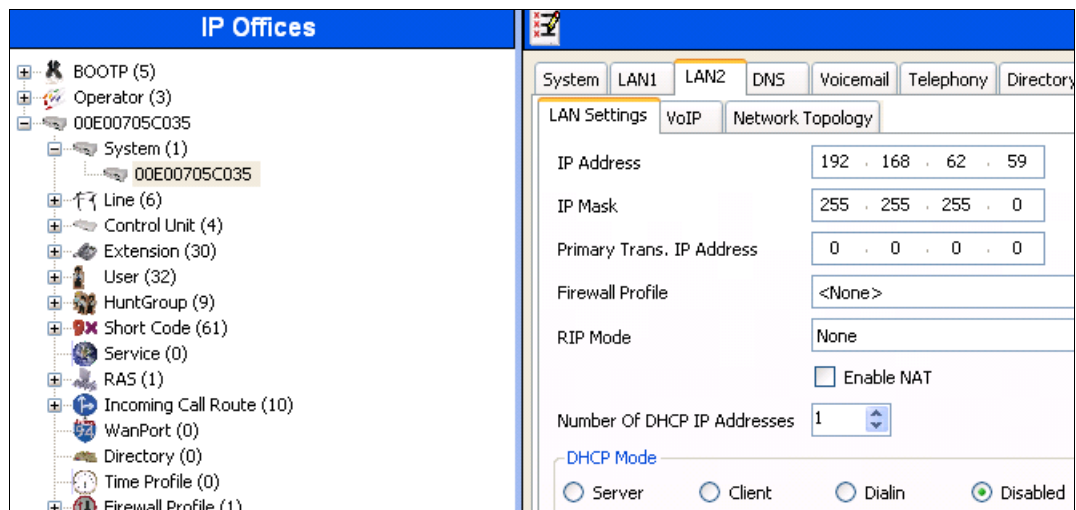 IP Offices
BOOTP (5)
Operator (3)
00E00705C035
System (1)
00E00705C035
Line (6)
Control Unit (4)
Extension (30)
User (32)
HuntGroup (9)
Short Code (61)
Service (0)
RAS (1)
Incoming Call Route (10)
WanPort (0)
Directory (0)
Time Profile (0)
Firewall Profile (1)
System LAN1 LAN2 DNS Voicemail Telephony Directory
LAN Settings VoIP Network Topology
IP Address 192 . 168 . 62 . 59
IP Mask 255 . 255 . 255 . 0
Primary Trans. IP Address 0 . 0 . 0 . 0
Firewall Profile <None>
RIP Mode None
Enable NAT
Number Of DHCP IP Addresses 1
DHCP Mode
Server Client Dialin Disabled